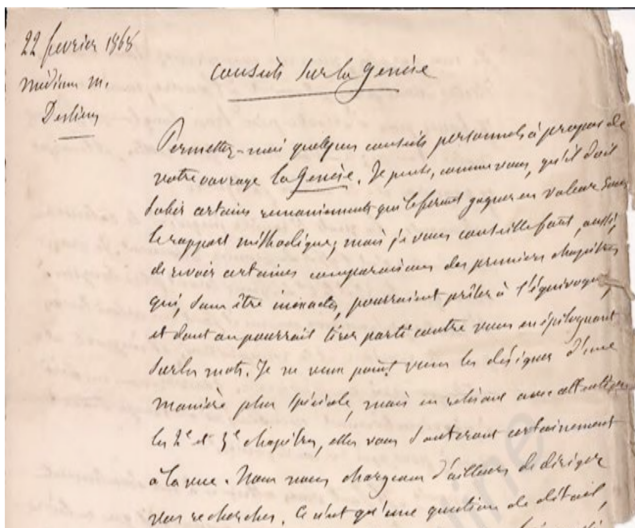 22 février 1868
médium M.
Desliens
Conseils sur la Genèse
Permettez-moi quelques conseils personnels à propos de
votre ouvrage la Genèse. Je pense, comme vous, qu'il doit
subir certains remaniements qui le feront gagner en valeur sous
le rapport méthodique; mais je vous conseille fort, aussi,
de revoir certaines comparaisons des premiers chapitres
qui, sans être inexactes, pourraient prêter à l'équivoque,
et dont on pourrait tirer parti contre vous en épiloguant
sur les mots. Je ne veux point vous les désigner d'une
manière plus spéciale, mais en relisant avec attention
les 2e et 3e chapitres, elles vous sauteront certainement
à la vue. Nous nous chargeons d'ailleurs de diriger
vos recherches. Ce n'est qu'une question de détail,